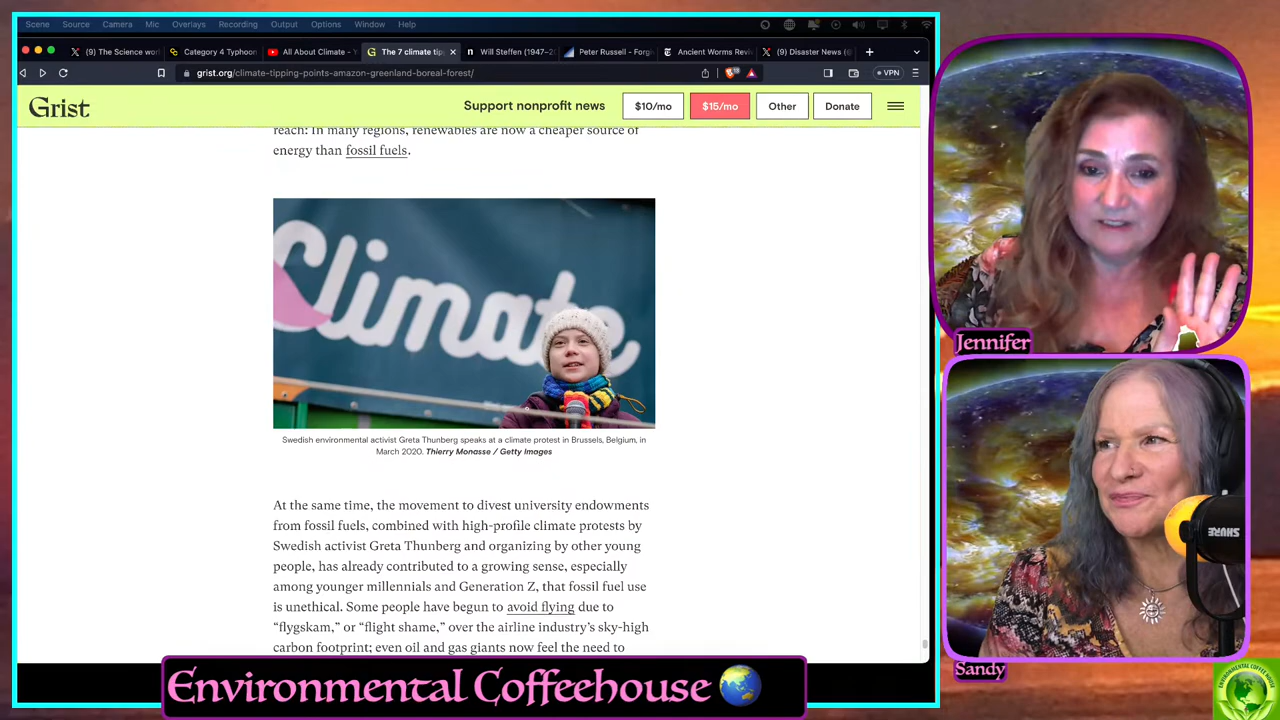 Scene Source Camera Mic Overlays Recording Output Options Window Help
(9) The Science wor
Category 4 Typhoon
All About Climate - Y
The 7 climate tip
Will Steffen (1947–20
Peter Russell - Forgi
Ancient Worms Revi
(9) Disaster News (@
grist.org/climate-tipping-points-amazon-greenland-boreal-forest/
VPN
Grist
Support nonprofit news
$10/mo
$15/mo
Other
Donate
reach: In many regions, renewables are now a cheaper source of
energy than fossil fuels.
Climate
Swedish environmental activist Greta Thunberg speaks at a climate protest in Brussels, Belgium, in
March 2020. Thierry Monasse / Getty Images
At the same time, the movement to divest university endowments
from fossil fuels, combined with high-profile climate protests by
Swedish activist Greta Thunberg and organizing by other young
people, has already contributed to a growing sense, especially
among younger millennials and Generation Z, that fossil fuel use
is unethical. Some people have begun to avoid flying due to
“flygskam,” or “flight shame,” over the airline industry’s sky-high
carbon footprint; even oil and gas giants now feel the need to
Jennifer
SHURE
Sandy
Environmental Coffeehouse
ENVIRONMENTAL COFFEEHOUSE